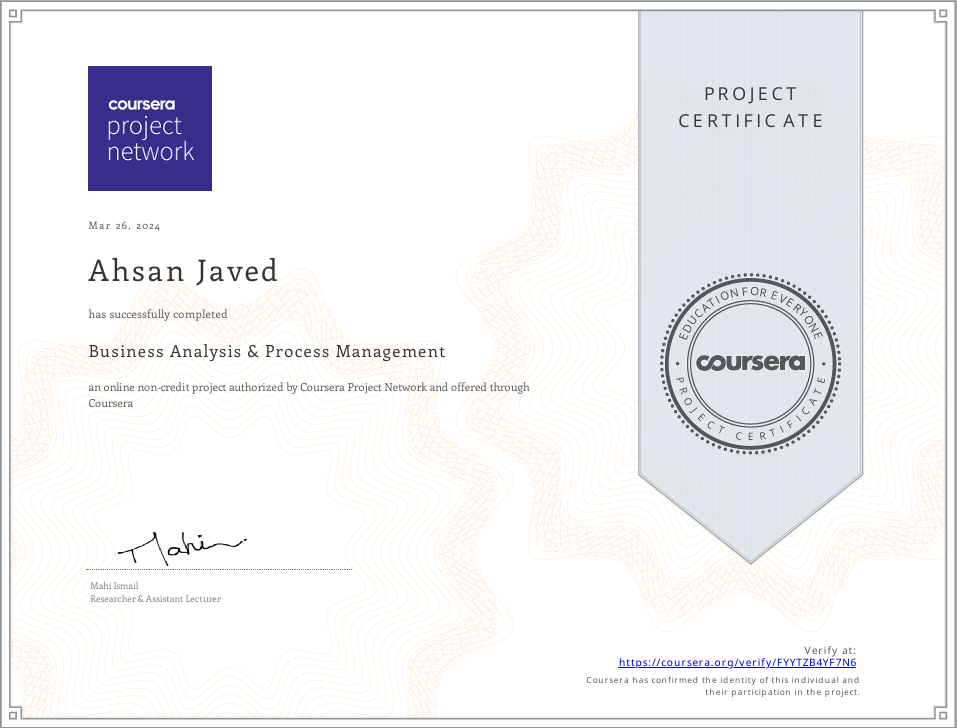 coursera
project
network
PROJECT
CERTIFICATE
Mar 26, 2024
Ahsan Javed
has successfully completed
Business Analysis & Process Management
an online non-credit project authorized by Coursera Project Network and offered through
Coursera
EDUCATION FOR EVERYONE
coursera
PROJECT CERTIFICATE
Mahi
Mahi Ismail
Researcher & Assistant Lecturer
Verify at:
https://coursera.org/verify/FYYTZB4YF7N6
Coursera has confirmed the identity of this individual and
their participation in the project.